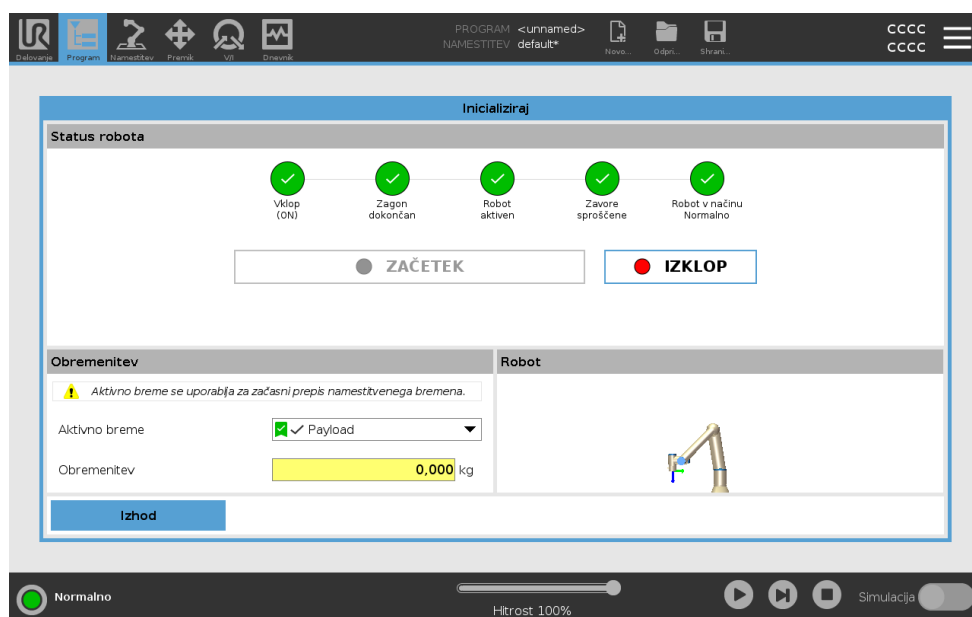 PROGRAM <unnamed>
NAMESTITEV default*
Delovanje Program Namestitev Premik V/I Dnevnik
Novo... Odpri... Shrani...
CCCC
CCCC
Inicializiraj
Status robota
Vklop
(ON)
Zagon
dokončan
Robot
aktiven
Zavore
sproščene
Robot v načinu
Normalno
ZAČETEK
IZKLOP
Obremenitev
Robot
Aktivno breme se uporablja za začasni prepis namestitvenega bremena.
Aktivno breme
Payload
Obremenitev
0,000 kg
Izhod
Normalno
Hitrost 100%
Simulacija